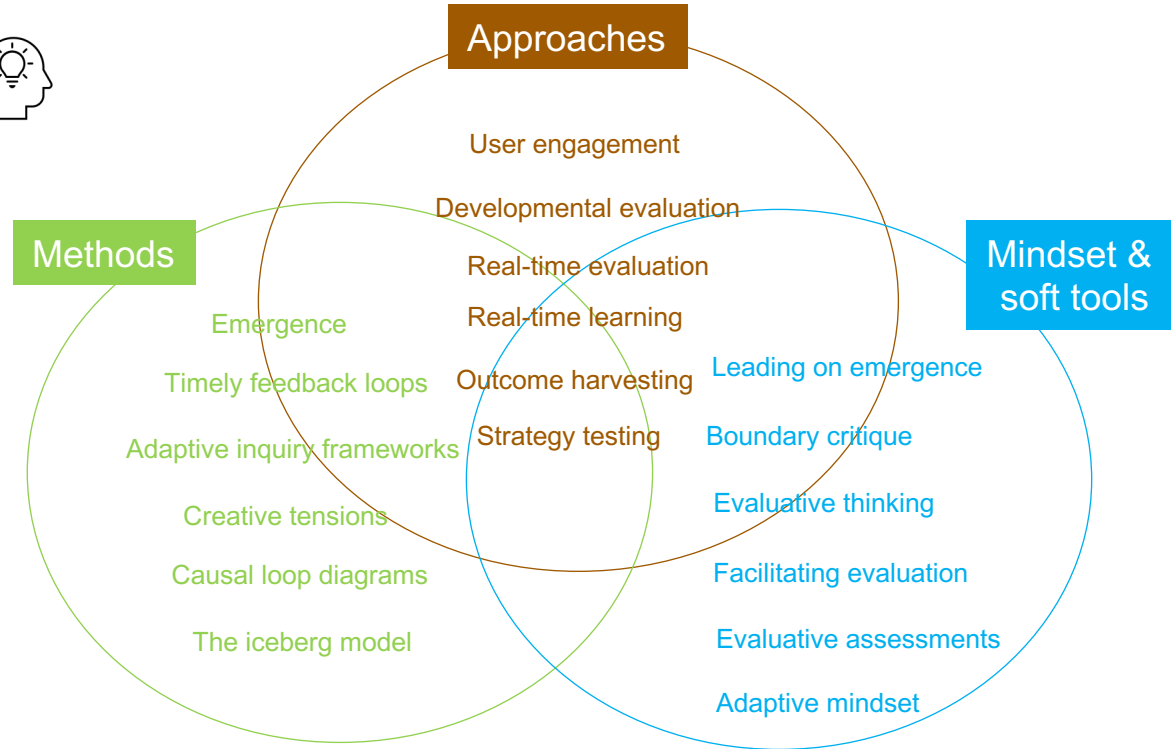 Approaches
User engagement
Developmental evaluation
Real-time evaluation
Real-time learning
Outcome harvesting
Strategy testing
Methods
Emergence
Timely feedback loops
Adaptive inquiry frameworks
Creative tensions
Causal loop diagrams
The iceberg model
Mindset &
soft tools
Leading on emergence
Boundary critique
Evaluative thinking
Facilitating evaluation
Evaluative assessments
Adaptive mindset